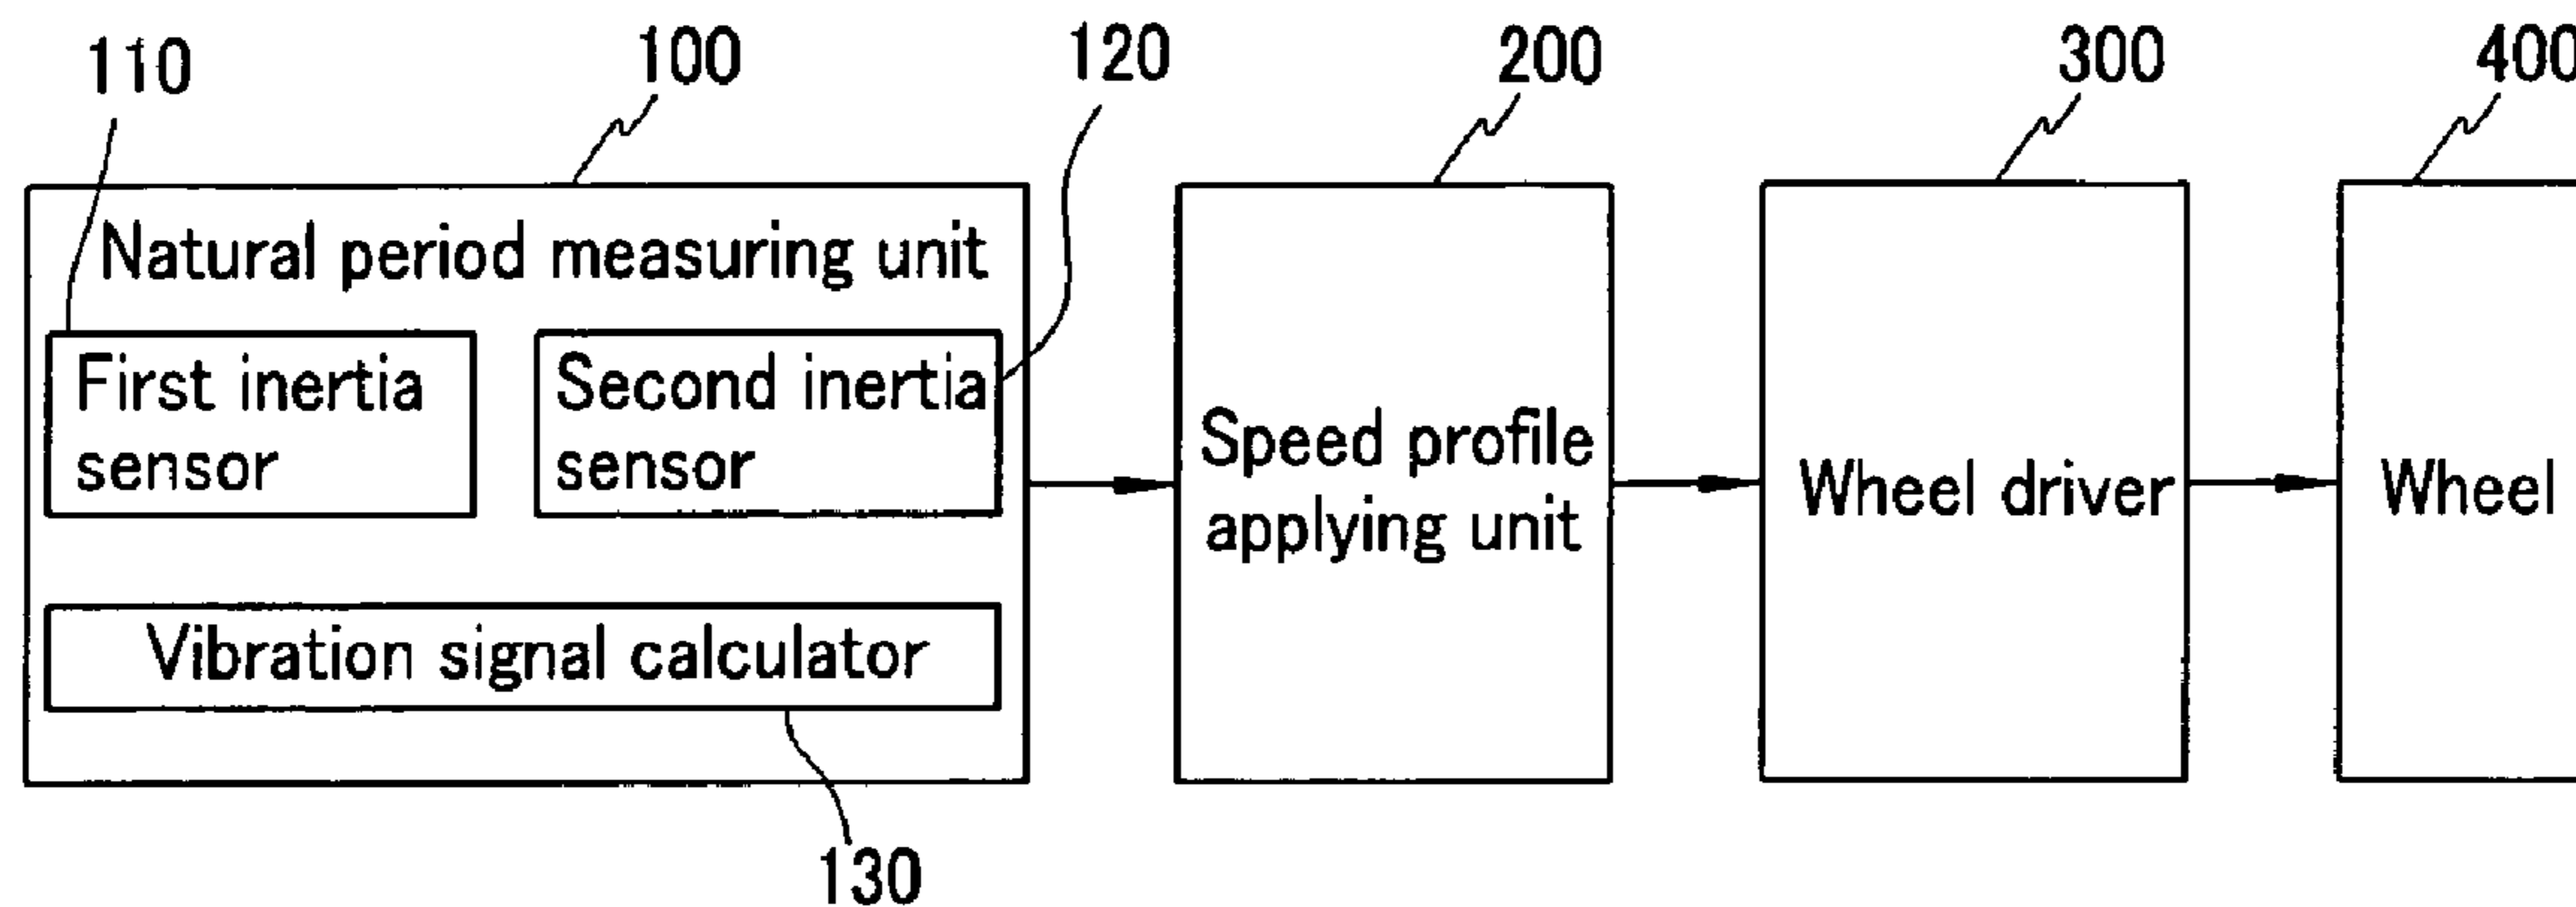 110
100
120
200
300
400
Natural period measuring unit
First inertia
sensor
Second inertia
sensor
Vibration signal calculator
130
Speed profile
applying unit
Wheel driver
Wheel